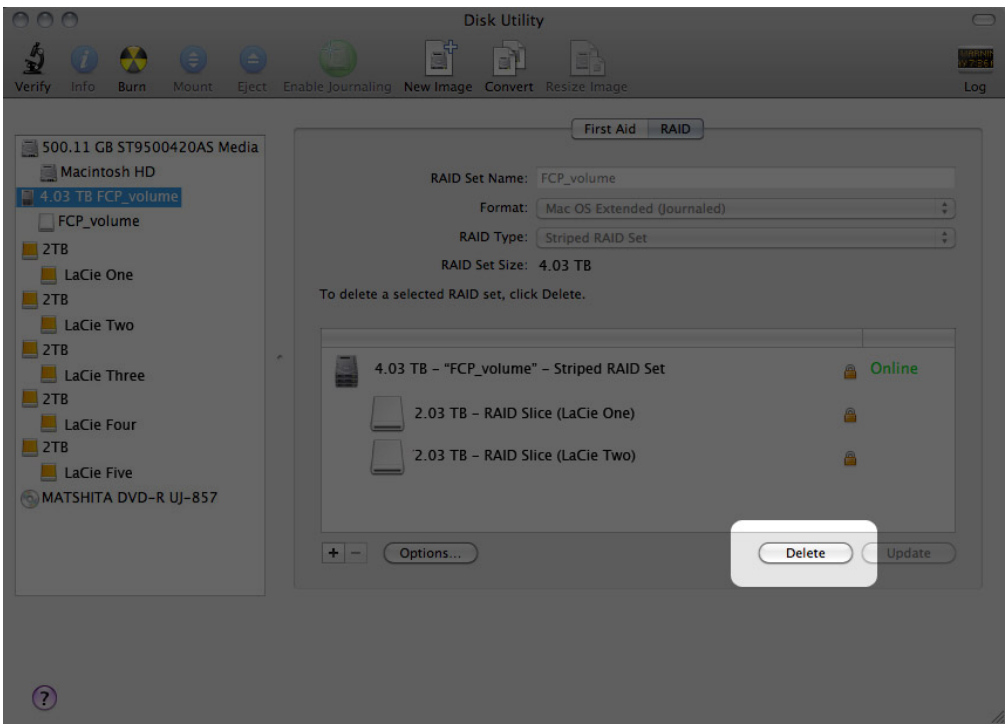 Disk Utility
Verify Info Burn Mount Eject Enable Journaling New Image Convert Resize Image Log
First Aid RAID
500.11 GB ST9500420AS Media
Macintosh HD
4.03 TB FCP_volume
FCP_volume
2TB
LaCie One
2TB
LaCie Two
2TB
LaCie Three
2TB
LaCie Four
2TB
LaCie Five
MATSHITA DVD-R UJ-857
RAID Set Name: FCP_volume
Format: Mac OS Extended (Journaled)
RAID Type: Striped RAID Set
RAID Set Size: 4.03 TB
To delete a selected RAID set, click Delete.
4.03 TB – "FCP_volume" – Striped RAID Set Online
2.03 TB – RAID Slice (LaCie One)
2.03 TB – RAID Slice (LaCie Two)
+ − Options... Delete Update
?